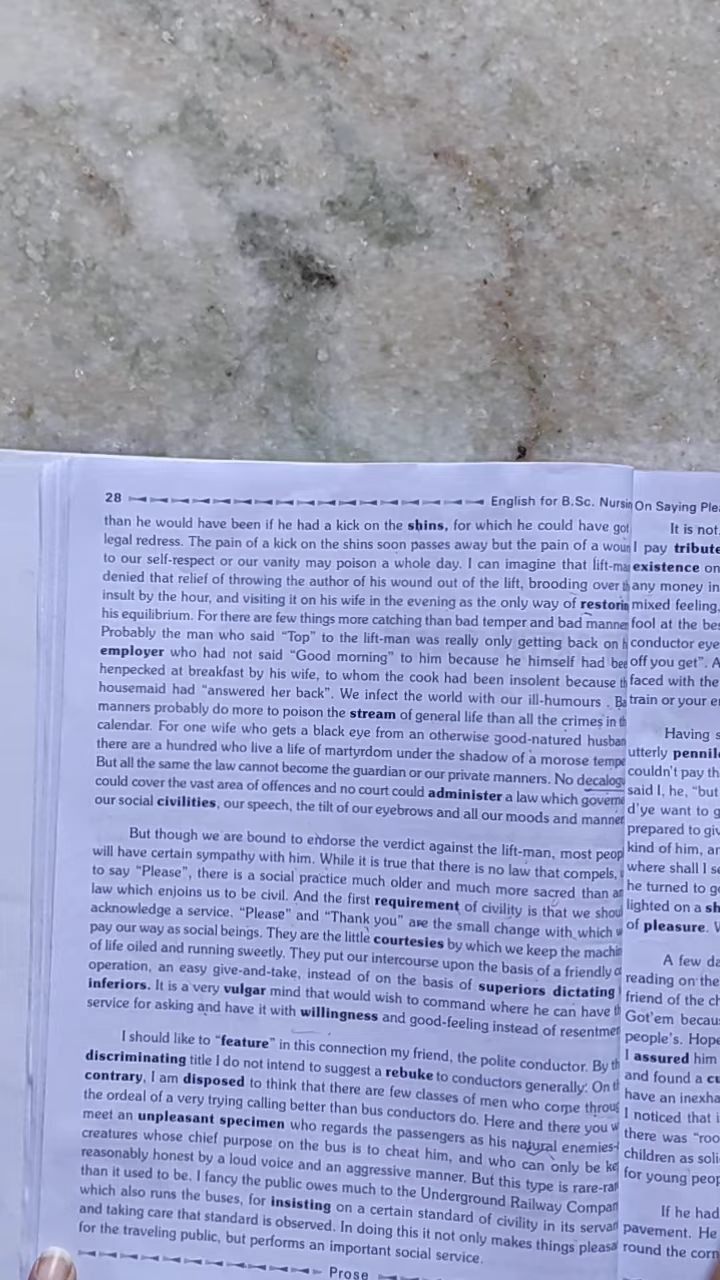 28 English for B.Sc. Nursin
than he would have been if he had a kick on the shins, for which he could have got
legal redress. The pain of a kick on the shins soon passes away but the pain of a woun
to our self-respect or our vanity may poison a whole day. I can imagine that lift-ma
denied that relief of throwing the author of his wound out of the lift, brooding over
insult by the hour, and visiting it on his wife in the evening as the only way of restorin
his equilibrium. For there are few things more catching than bad temper and bad manne
Probably the man who said “Top” to the lift-man was really only getting back on
employer who had not said “Good morning” to him because he himself had bee
henpecked at breakfast by his wife, to whom the cook had been insolent because
housemaid had “answered her back”. We infect the world with our ill-humours .
manners probably do more to poison the stream of general life than all the crimes in
calendar. For one wife who gets a black eye from an otherwise good-natured husban
there are a hundred who live a life of martyrdom under the shadow of a morose tempe
But all the same the law cannot become the guardian or our private manners. No decalogu
could cover the vast area of offences and no court could administer a law which governe
our social civilities, our speech, the tilt of our eyebrows and all our moods and manner
But though we are bound to endorse the verdict against the lift-man, most peop
will have certain sympathy with him. While it is true that there is no law that compels,
to say “Please”, there is a social practice much older and much more sacred than an
law which enjoins us to be civil. And the first requirement of civility is that we shou
acknowledge a service. “Please” and “Thank you” are the small change with which
pay our way as social beings. They are the little courtesies by which we keep the machi
of life oiled and running sweetly. They put our intercourse upon the basis of a friendly
operation, an easy give-and-take, instead of on the basis of superiors dictating
inferiors. It is a very vulgar mind that would wish to command where he can have
service for asking and have it with willingness and good-feeling instead of resentmen
I should like to “feature” in this connection my friend, the polite conductor. By
discriminating title I do not intend to suggest a rebuke to conductors generally. On
contrary, I am disposed to think that there are few classes of men who come throug
the ordeal of a very trying calling better than bus conductors do. Here and there you
meet an unpleasant specimen who regards the passengers as his natural enemies-
creatures whose chief purpose on the bus is to cheat him, and who can only be ke
reasonably honest by a loud voice and an aggressive manner. But this type is rare-rar
than it used to be. I fancy the public owes much to the Underground Railway Compan
which also runs the buses, for insisting on a certain standard of civility in its servan
and taking care that standard is observed. In doing this it not only makes things pleasa
for the traveling public, but performs an important social service.
Prose
On Saying Plea
It is not
I pay tribute
existence on
any money in
mixed feeling.
fool at the bes
conductor eye
off you get”. A
faced with the
train or your e
Having s
utterly pennile
couldn't pay th
said I, he, “but
d'ye want to g
prepared to giv
kind of him, an
where shall I se
he turned to go
lighted on a sh
of pleasure. W
A few da
reading on the
friend of the ch
Got'em becau
people's. Hope
I assured him
and found a cu
have an inexha
I noticed that i
there was “roo
children as soli
for young peop
If he had
pavement. He
round the corn